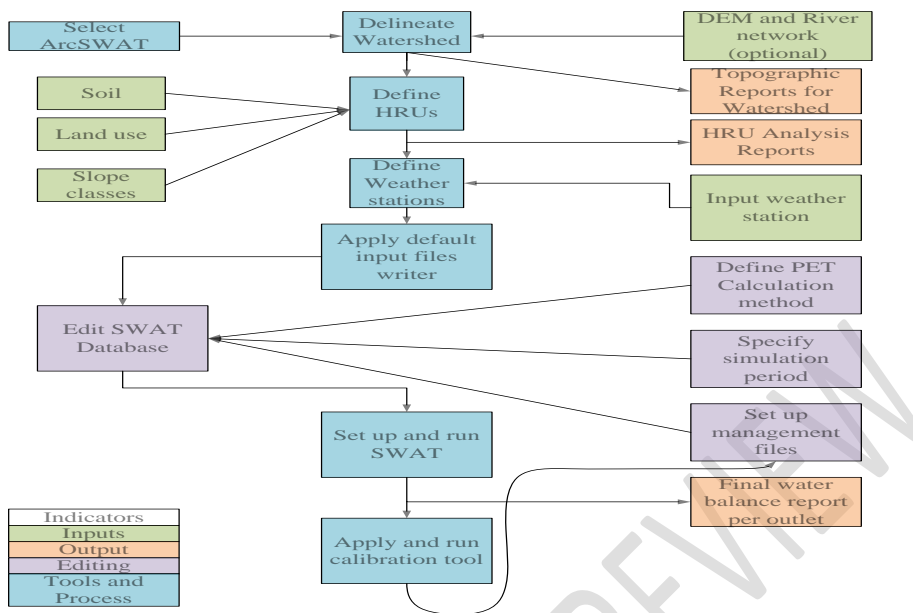 Select
ArcSWAT
Delineate
Watershed
DEM and River
network
(optional)
Topographic
Reports for
Watershed
Soil
Define
HRUs
Land use
HRU Analysis
Reports
Slope
classes
Define
Weather
stations
Input weather
station
Apply default
input files
writer
Define PET
Calculation
method
Edit SWAT
Database
Specify
simulation
period
Set up
management
files
Set up and run
SWAT
Final water
balance report
per outlet
Apply and run
calibration tool
Indicators
Inputs
Output
Editing
Tools and
Process
REVIEW